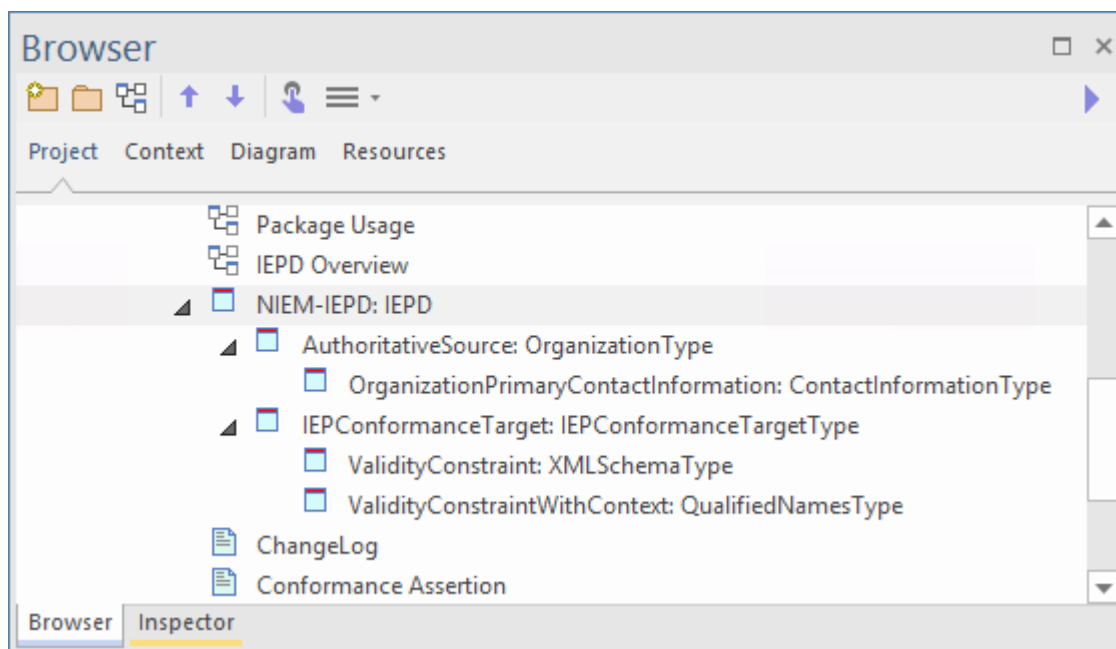 Browser
Project Context Diagram Resources
Package Usage
IEPD Overview
NIEM-IEPD: IEPD
AuthoritativeSource: OrganizationType
OrganizationPrimaryContactInformation: ContactInformationType
IEPConformanceTarget: IEPConformanceTargetType
ValidityConstraint: XMLSchemaType
ValidityConstraintWithContext: QualifiedNamesType
ChangeLog
Conformance Assertion
Browser Inspector